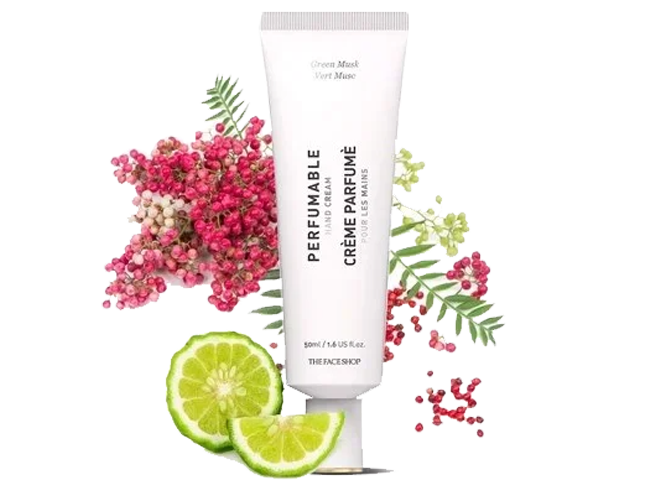 Green Musk
Vert Musc
PERFUMABLE
HAND CREAM
CRÈME PARFUMÈ
POUR LES MAINS
50ml / 1.6 US fl.oz.
THEFACESHOP